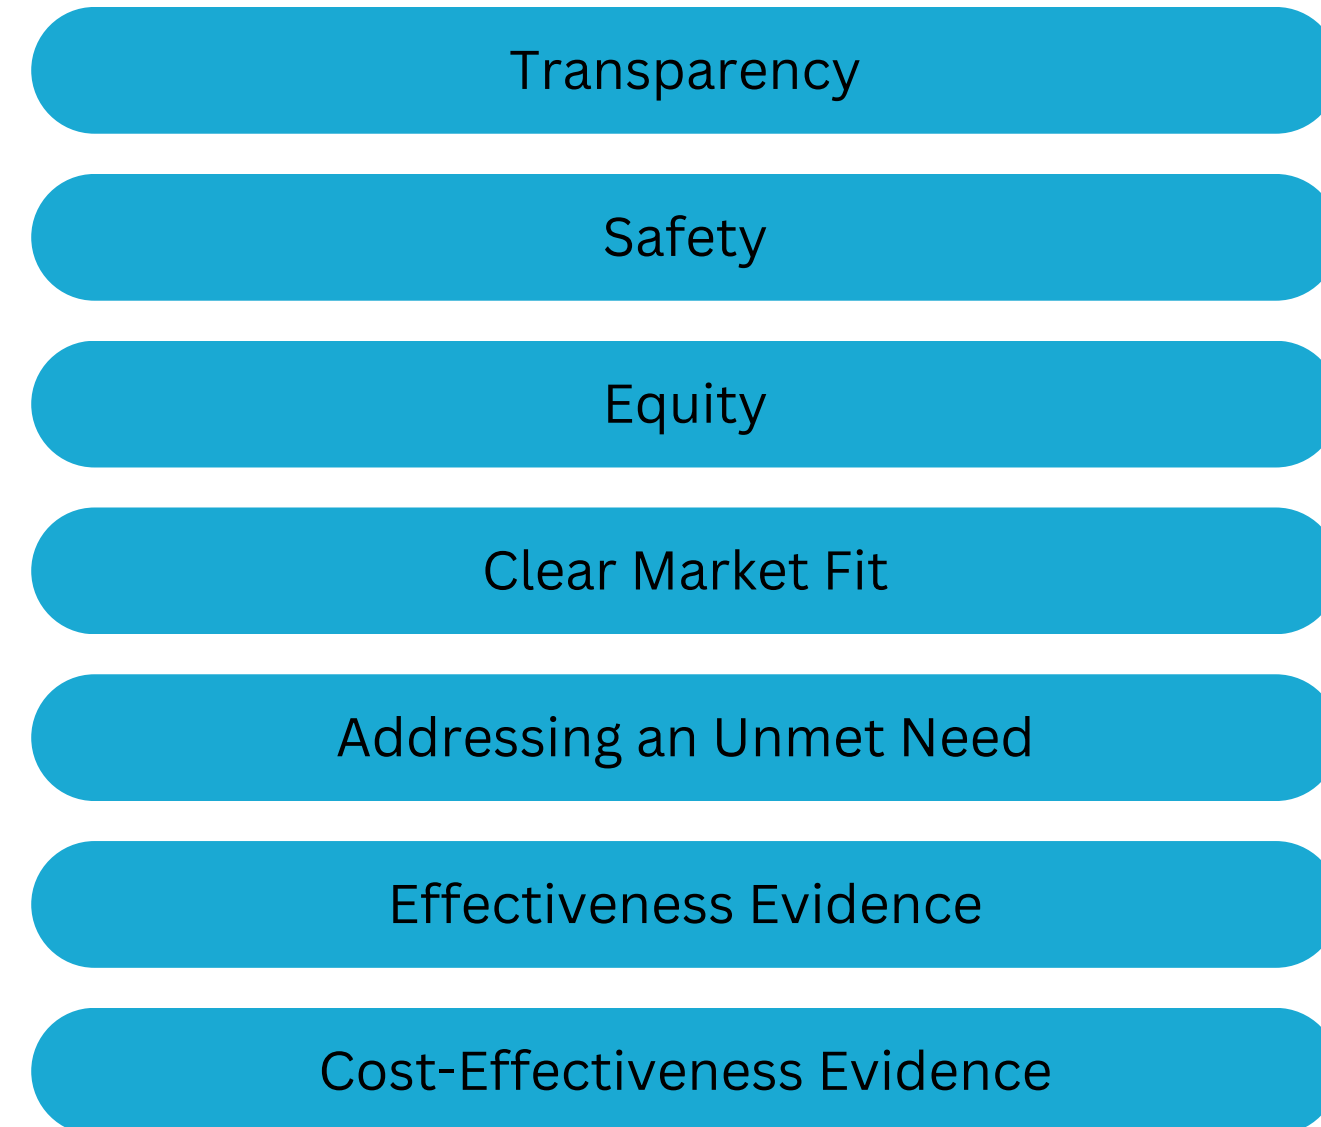 Transparency
Safety
Equity
Clear Market Fit
Addressing an Unmet Need
Effectiveness Evidence
Cost-Effectiveness Evidence